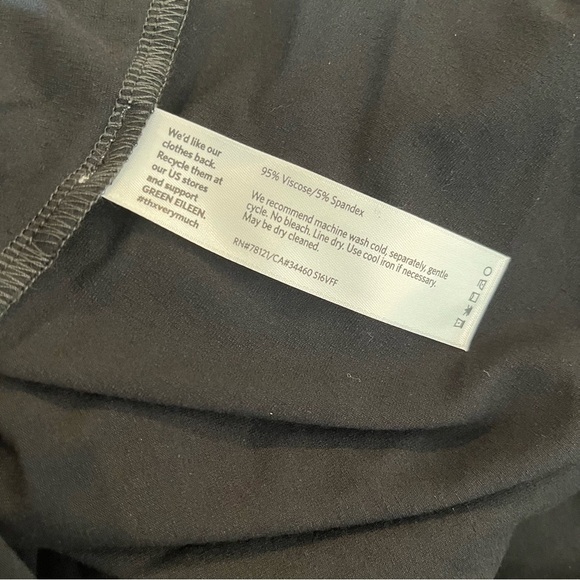 We'd like our
clothes back.
Recycle them at
our US stores
and support
GREEN EILEEN.
#thxverymuch
95% Viscose/5% Spandex
We recommend machine wash cold, separately, gentle
cycle. No bleach. Line dry. Use cool iron if necessary.
May be dry cleaned.
RN#78121/CA#34460 S16VFF